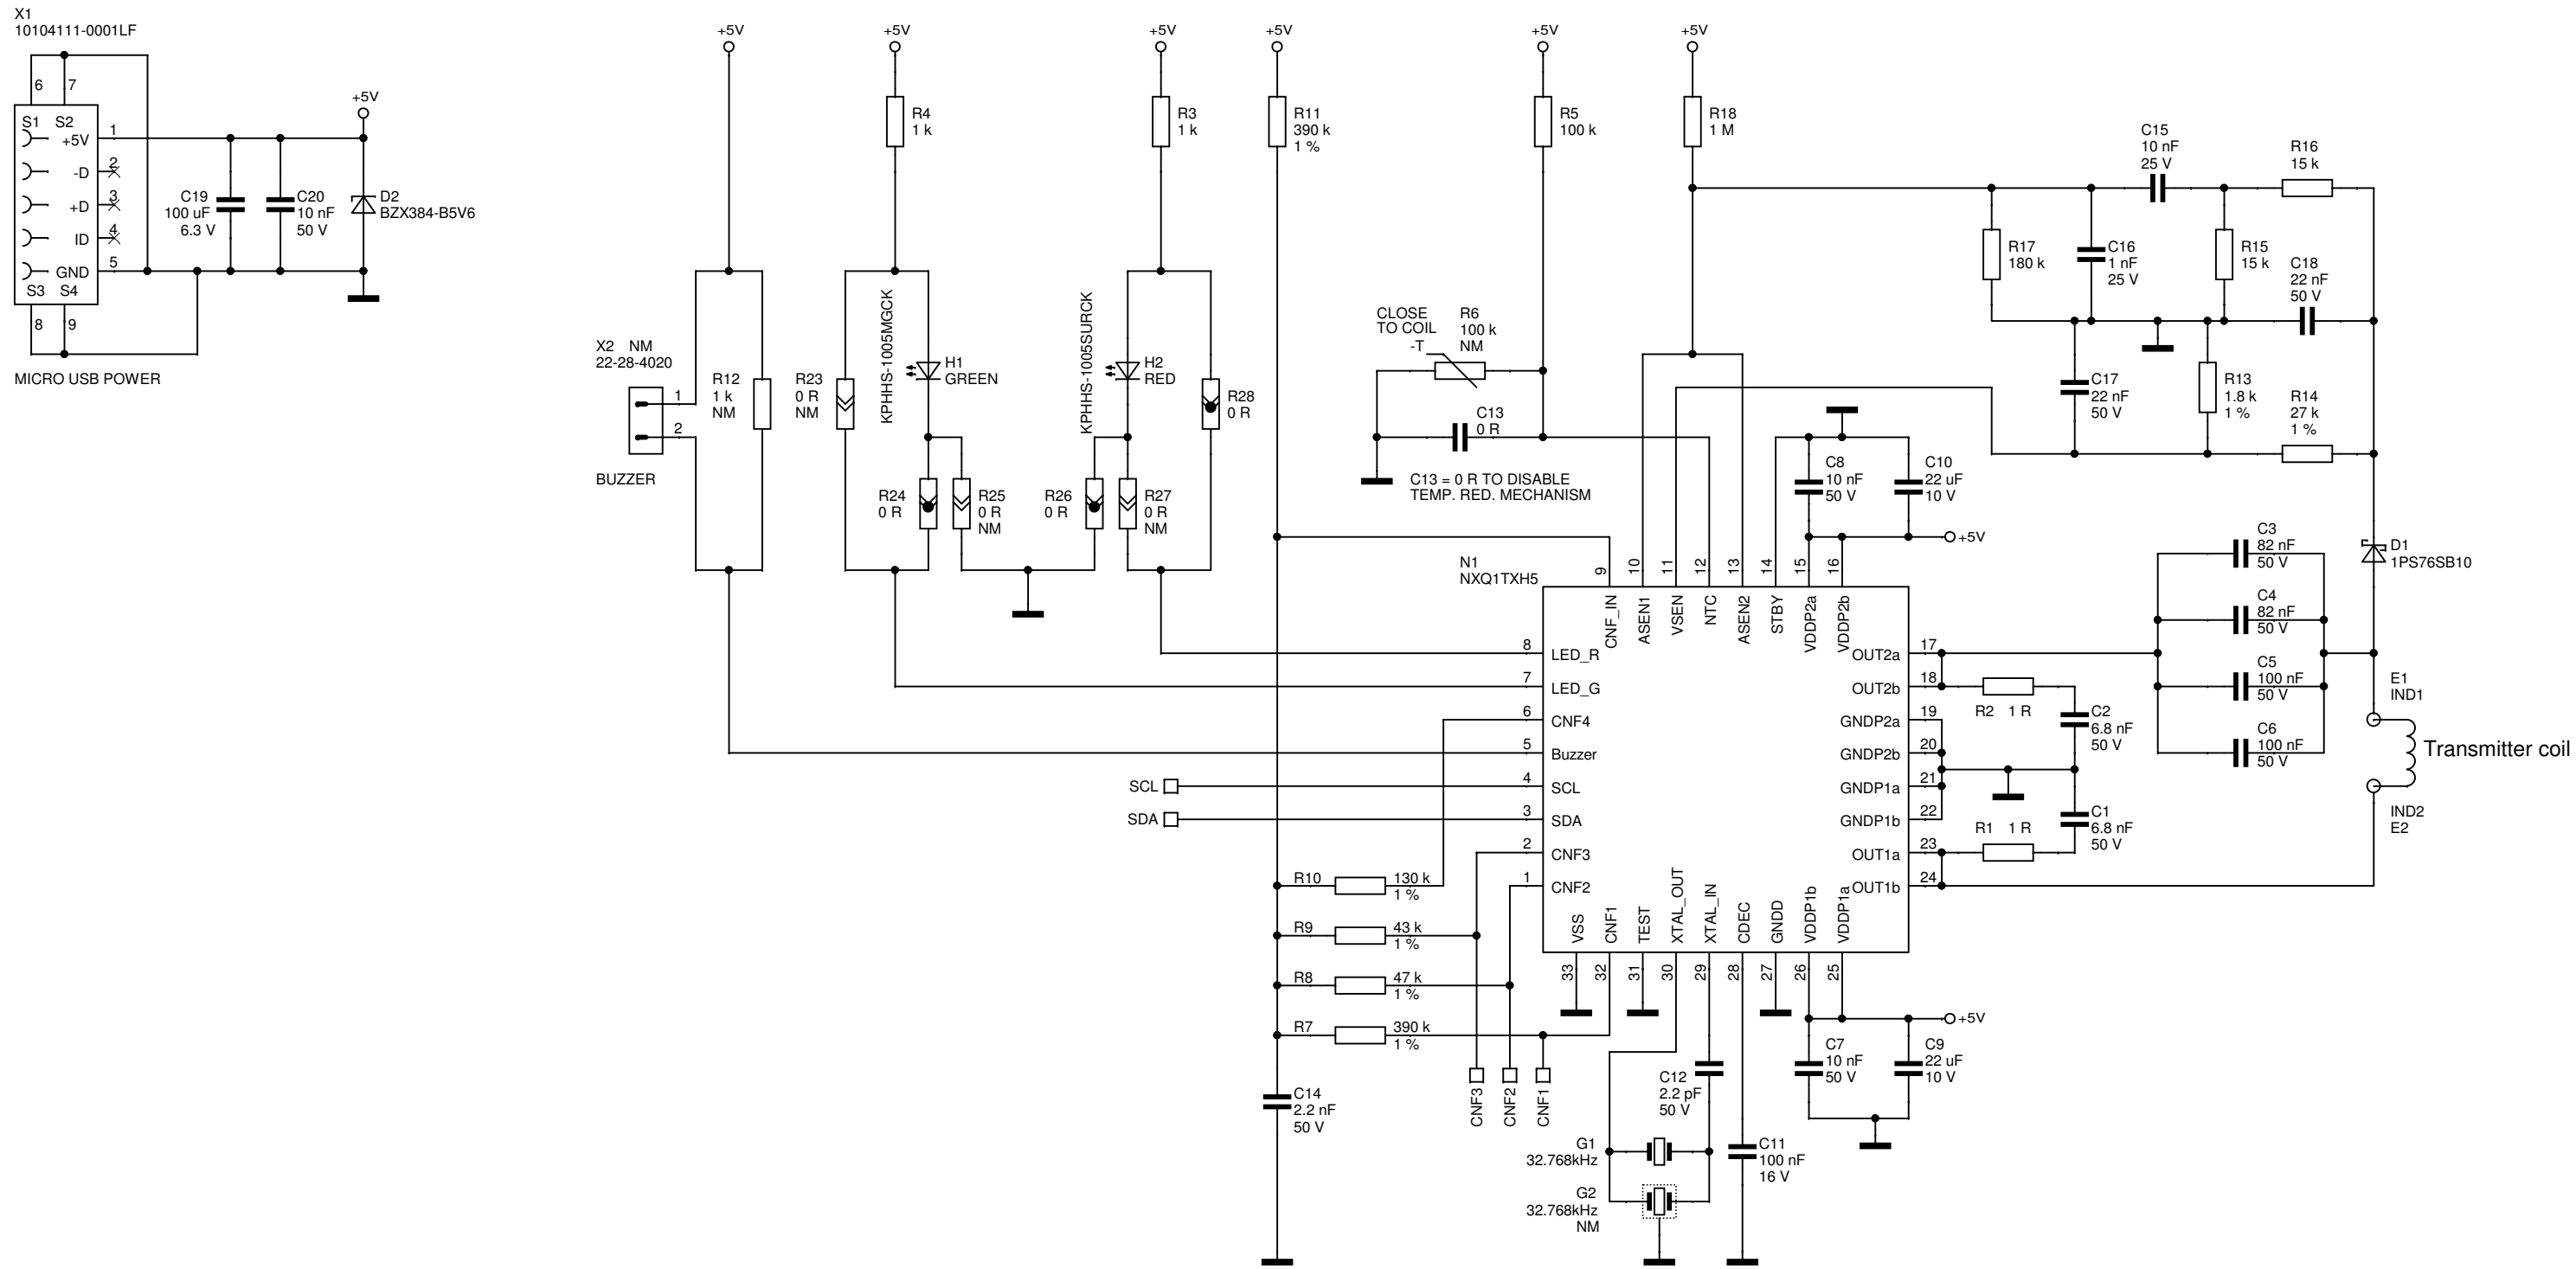 X1
10104111-0001LF
6
7
S1 S2
+5V
1
-D
2
+D
3
ID
4
GND
5
S3 S4
8
9
MICRO USB POWER
C19
100 uF
6.3 V
C20
10 nF
50 V
+5V
D2
BZX384-B5V6
+5V
X2 NM
22-28-4020
1
2
BUZZER
R12
1 k
NM
+5V
R4
1 k
R23
0 R
NM
KPHHS-1005MGCK
H1
GREEN
R24
0 R
R25
0 R
NM
+5V
R3
1 k
KPHHS-1005SURCK
H2
RED
R28
0 R
R26
0 R
R27
0 R
NM
+5V
R11
390 k
1 %
+5V
R5
100 k
CLOSE
TO COIL
-T
R6
100 k
NM
C13
0 R
C13 = 0 R TO DISABLE
TEMP. RED. MECHANISM
+5V
R18
1 M
C15
10 nF
25 V
R16
15 k
R17
180 k
C16
1 nF
25 V
R15
15 k
C18
22 nF
50 V
C17
22 nF
50 V
R13
1.8 k
1 %
R14
27 k
1 %
C8
10 nF
50 V
C10
22 uF
10 V
+5V
N1
NXQ1TXH5
9
10
11
12
13
14
15
16
CNF_IN
ASEN1
VSEN
NTC
ASEN2
STBY
VDDP2a
VDDP2b
8
LED_R
7
LED_G
6
CNF4
5
Buzzer
4
SCL
3
SDA
2
CNF3
1
CNF2
SCL
SDA
OUT2a
17
OUT2b
18
GNDP2a
19
GNDP2b
20
GNDP1a
21
GNDP1b
22
OUT1a
23
OUT1b
24
VSS
CNF1
TEST
XTAL_OUT
XTAL_IN
CDEC
GNDD
VDDP1b
VDDP1a
33
32
31
30
29
28
27
26
25
R2 1 R
C2
6.8 nF
50 V
R1 1 R
C1
6.8 nF
50 V
C3
82 nF
50 V
C4
82 nF
50 V
C5
100 nF
50 V
C6
100 nF
50 V
D1
1PS76SB10
E1
IND1
Transmitter coil
IND2
E2
R10
130 k
1 %
R9
43 k
1 %
R8
47 k
1 %
R7
390 k
1 %
CNF3
CNF2
CNF1
C14
2.2 nF
50 V
C12
2.2 pF
50 V
G1
32.768kHz
G2
32.768kHz
NM
C11
100 nF
16 V
C7
10 nF
50 V
C9
22 uF
10 V
+5V